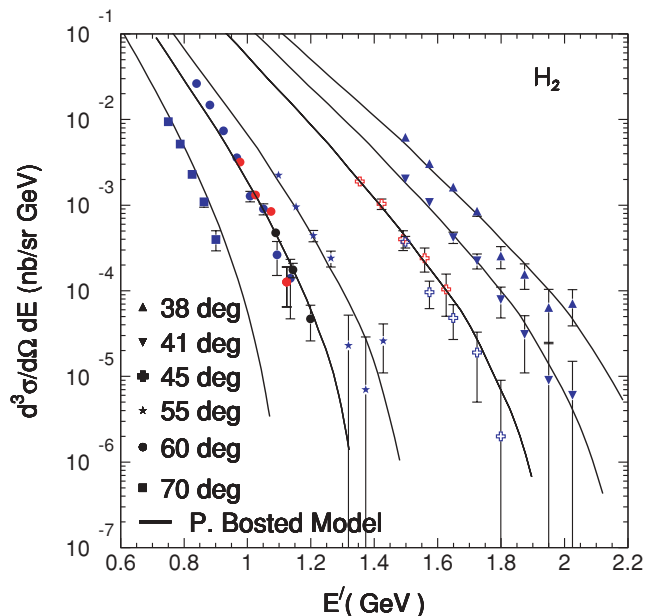 10 -1
10 -2
10 -3
10 -4
10 -5
10 -6
10 -7
d³σ/dΩ dE (nb/sr GeV)
H₂
38 deg
41 deg
45 deg
55 deg
60 deg
70 deg
P. Bosted Model
0.6 0.8 1 1.2 1.4 1.6 1.8 2 2.2
E′( GeV)